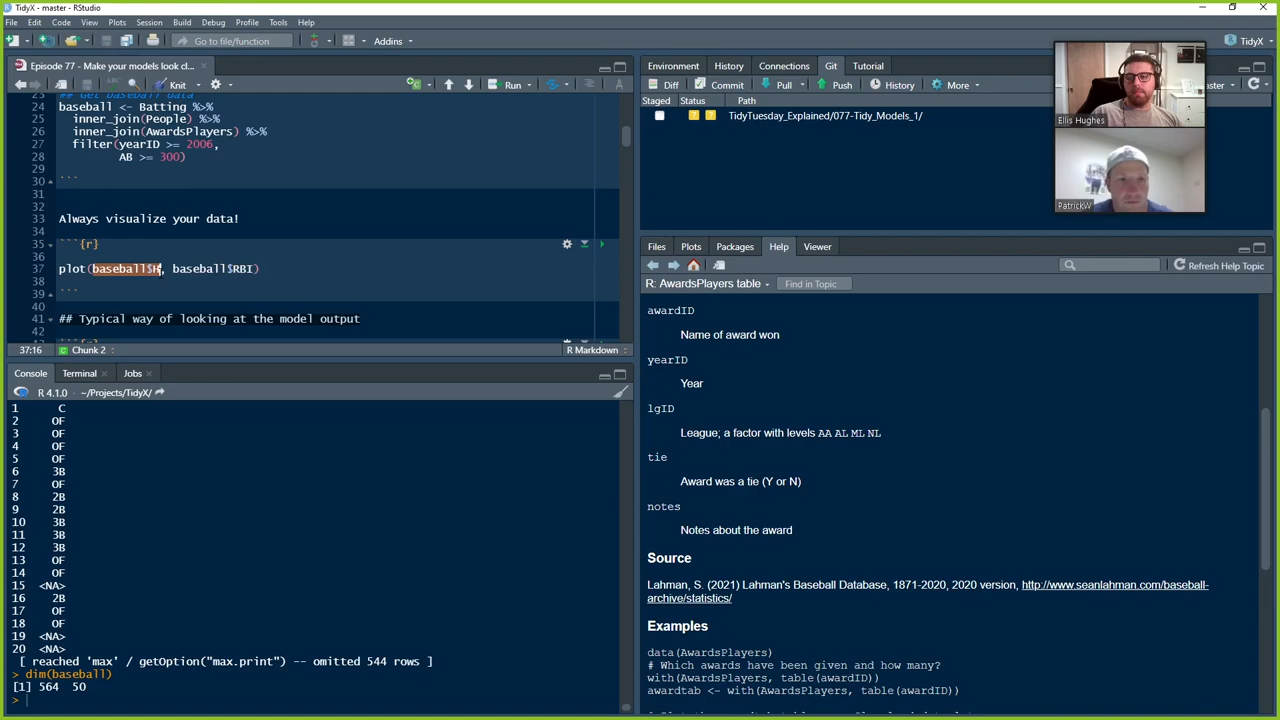 TidyX - master - RStudio
File Edit Code View Plots Session Build Debug Profile Tools Help
Go to file/function Addins TidyX
Episode 77 - Make your models look cl...
Knit Run
23 ## Get baseball data
24 baseball <- Batting %>%
25 inner_join(People) %>%
26 inner_join(AwardsPlayers) %>%
27 filter(yearID >= 2006,
28 AB >= 300)
29
30 ```
31
32
33 Always visualize your data!
34
35 ```{r}
36
37 plot(baseball$H, baseball$RBI)
38
39 ```
40
41 ## Typical way of looking at the model output
42
37:16 Chunk 2 R Markdown
Console Terminal Jobs
R 4.1.0 · ~/Projects/TidyX/
1 C
2 OF
3 OF
4 OF
5 OF
6 3B
7 OF
8 2B
9 2B
10 3B
11 3B
12 3B
13 OF
14 OF
15 <NA>
16 2B
17 OF
18 OF
19 <NA>
20 <NA>
[ reached 'max' / getOption("max.print") -- omitted 544 rows ]
> dim(baseball)
[1] 564 50
>
Environment History Connections Git Tutorial
Diff Commit Pull Push History More master
Staged Status Path
TidyTuesday_Explained/077-Tidy_Models_1/
Ellis Hughes
PatrickW
Files Plots Packages Help Viewer
Refresh Help Topic
R: AwardsPlayers table Find in Topic
awardID
Name of award won
yearID
Year
lgID
League; a factor with levels AA AL ML NL
tie
Award was a tie (Y or N)
notes
Notes about the award
Source
Lahman, S. (2021) Lahman's Baseball Database, 1871-2020, 2020 version, http://www.seanlahman.com/baseball-
archive/statistics/
Examples
data(AwardsPlayers)
# Which awards have been given and how many?
with(AwardsPlayers, table(awardID))
awardtab <- with(AwardsPlayers, table(awardID))